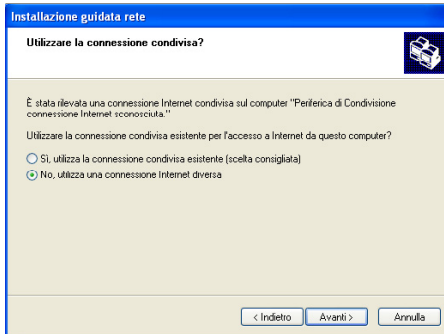 Installazione guidata rete
Utilizzare la connessione condivisa?
È stata rilevata una connessione Internet condivisa sul computer "Periferica di Condivisione
connessione Internet sconosciuta."
Utilizzare la connessione condivisa esistente per l'accesso a Internet da questo computer?
Sì, utilizza la connessione condivisa esistente (scelta consigliata)
No, utilizza una connessione Internet diversa
< Indietro Avanti > Annulla